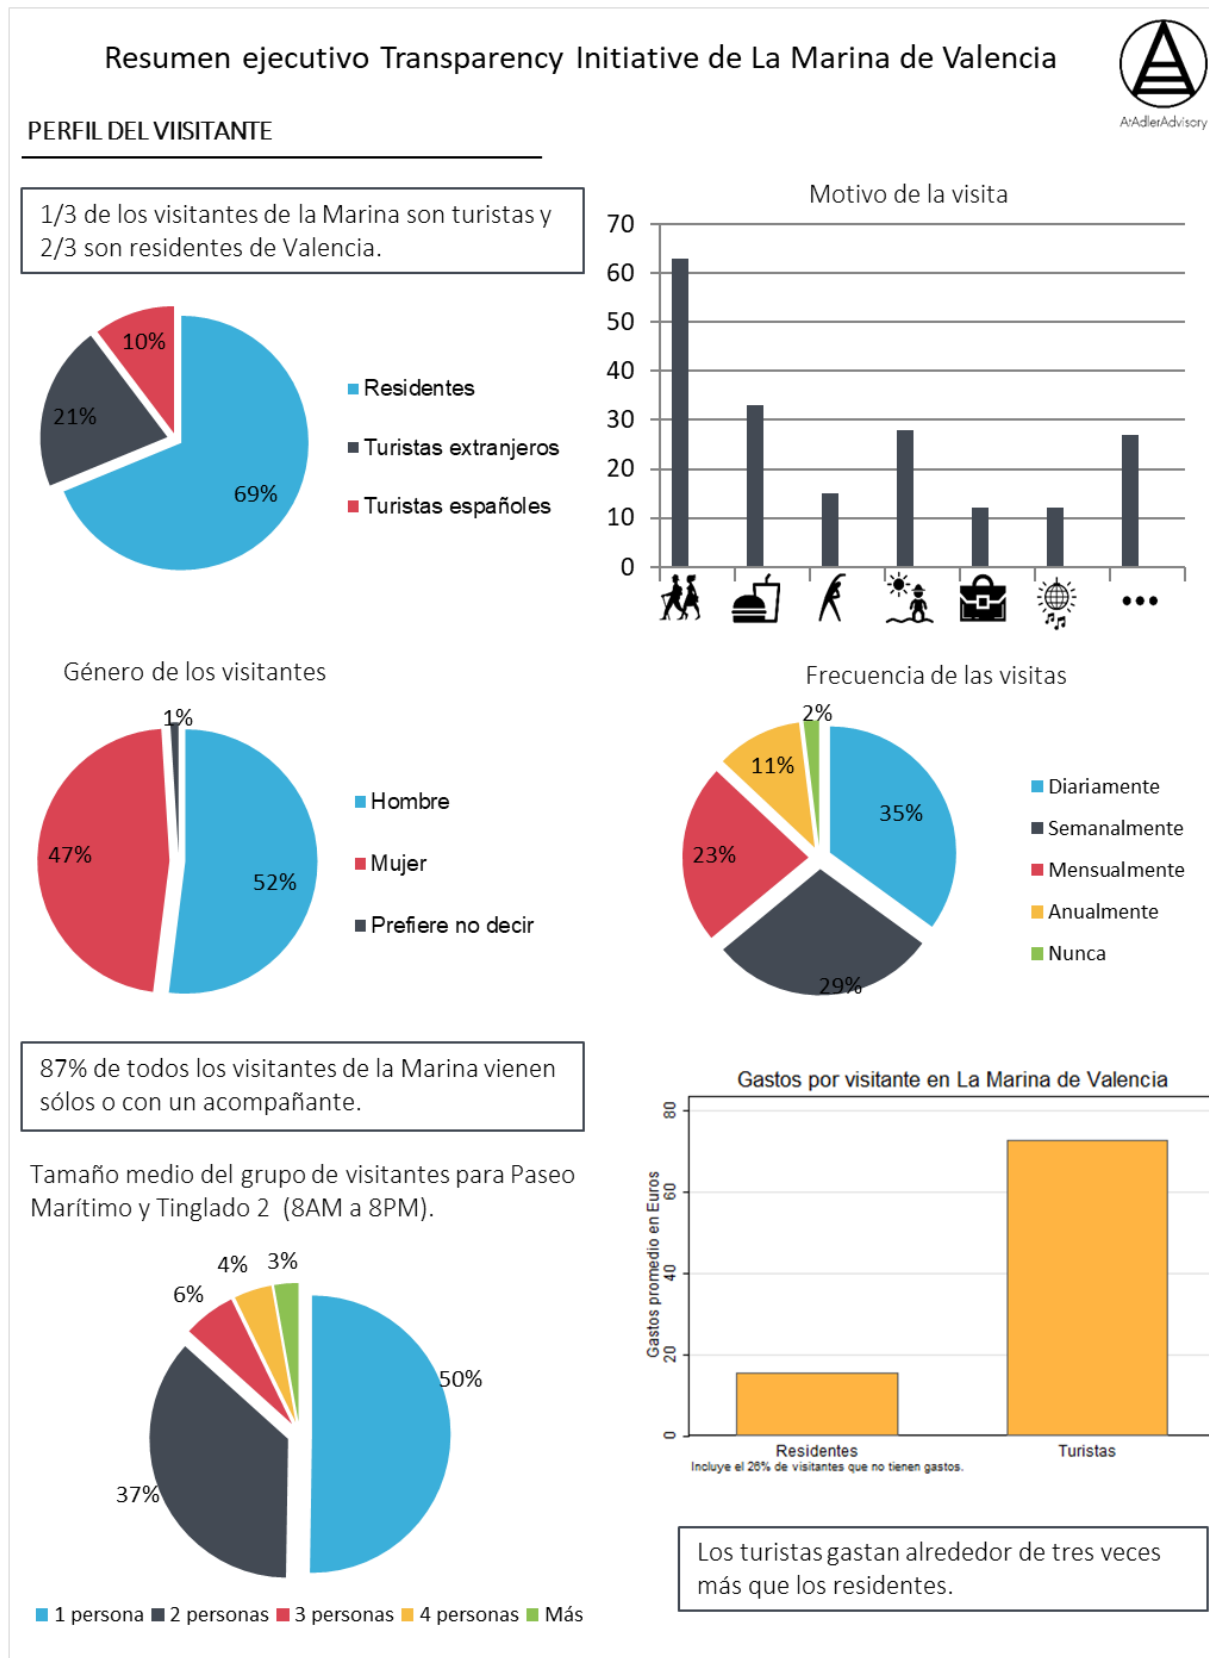 Resumen ejecutivo Transparency Initiative de La Marina de Valencia
AtAdlerAdvisory
PERFIL DEL VIISITANTE
1/3 de los visitantes de la Marina son turistas y
2/3 son residentes de Valencia.
10%
21%
69%
Residentes
Turistas extranjeros
Turistas españoles
Motivo de la visita
70
60
50
40
30
20
10
0
Género de los visitantes
1%
47%
52%
Hombre
Mujer
Prefiere no decir
Frecuencia de las visitas
2%
11%
35%
23%
29%
Diariamente
Semanalmente
Mensualmente
Anualmente
Nunca
87% de todos los visitantes de la Marina vienen
sólos o con un acompañante.
Tamaño medio del grupo de visitantes para Paseo
Marítimo y Tinglado 2 (8AM a 8PM).
4%
3%
6%
50%
37%
1 persona 2 personas 3 personas 4 personas Más
Gastos por visitante en La Marina de Valencia
Gastos promedio en Euros
80
60
40
20
0
Residentes
Turistas
Incluye el 26% de visitantes que no tienen gastos.
Los turistas gastan alrededor de tres veces
más que los residentes.